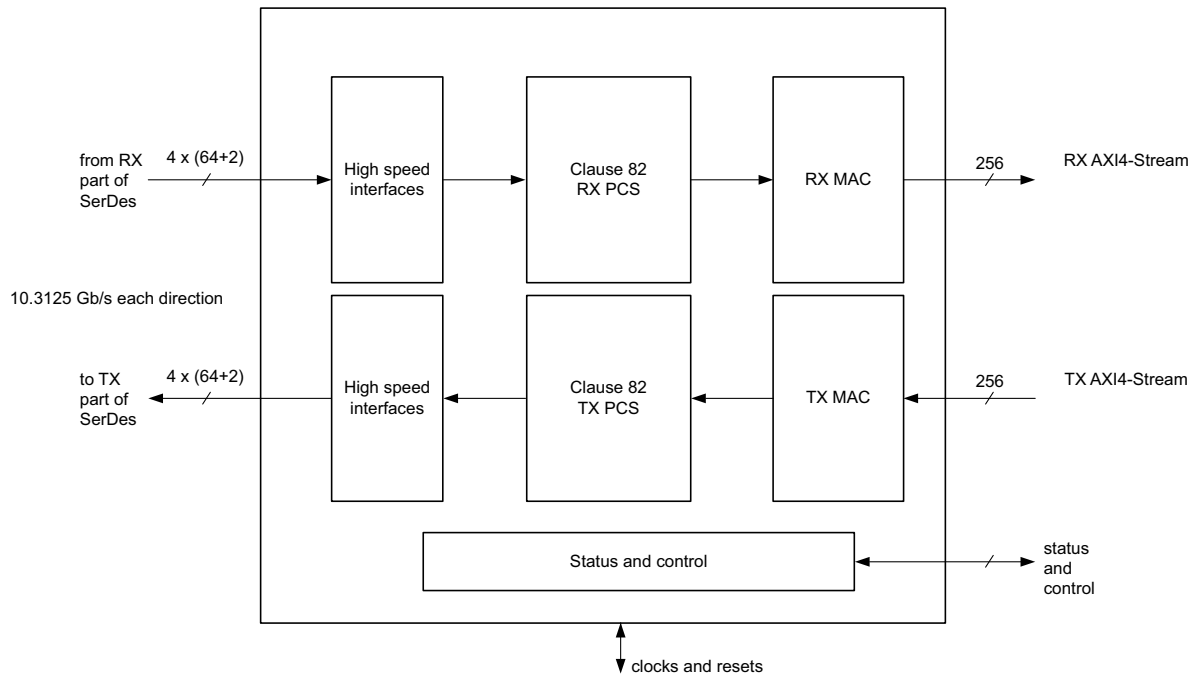 from RX
part of
SerDes
4 x (64+2)
High speed
interfaces
Clause 82
RX PCS
RX MAC
256
RX AXI4-Stream
10.3125 Gb/s each direction
to TX
part of
SerDes
4 x (64+2)
High speed
interfaces
Clause 82
TX PCS
TX MAC
256
TX AXI4-Stream
Status and control
status
and
control
clocks and resets